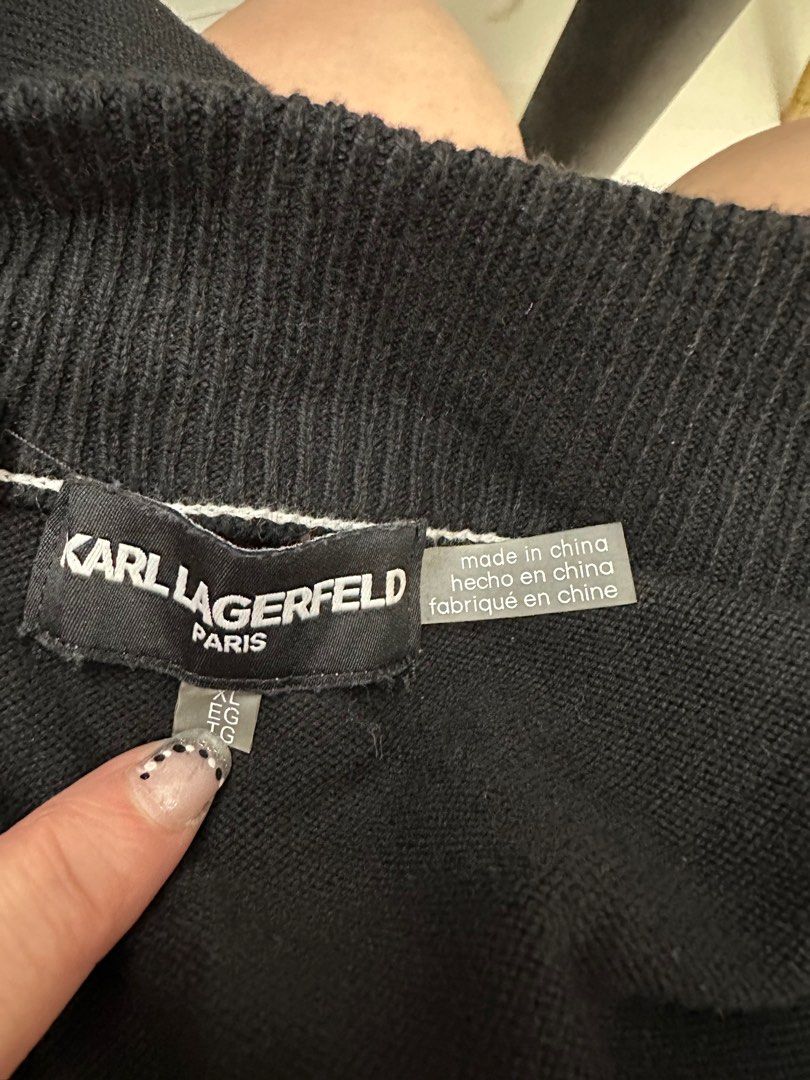 KARL LAGERFELD
PARIS
made in china
hecho en china
fabriqué en chine
XL
EG
TG